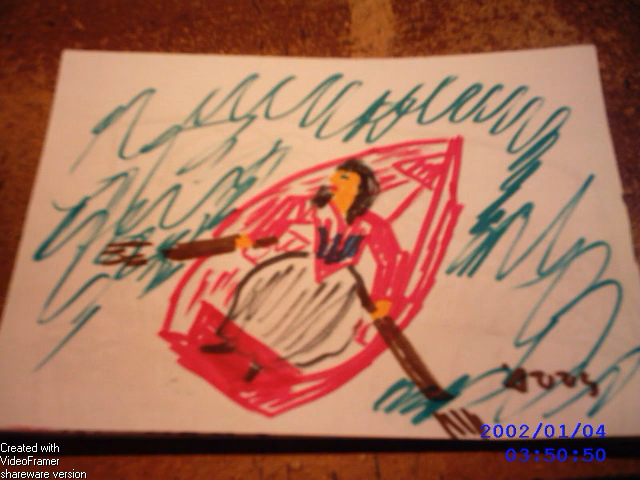 2002/01/04
03:50:50
Created with
VideoFramer
shareware version